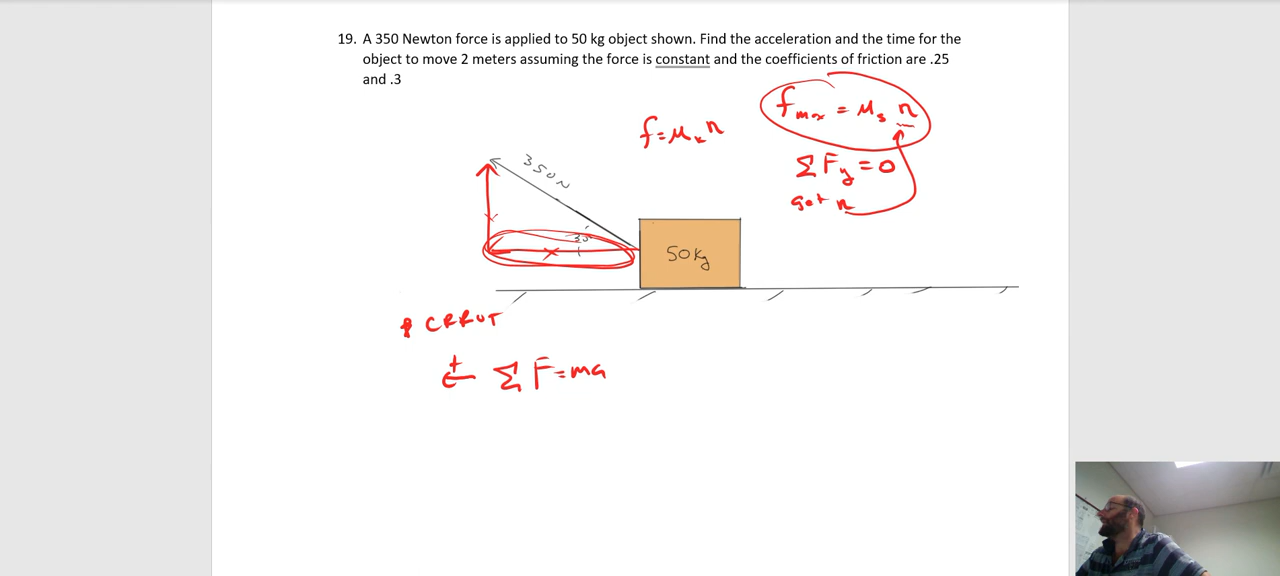 19. A 350 Newton force is applied to 50 kg object shown. Find the acceleration and the time for the
object to move 2 meters assuming the force is constant and the coefficients of friction are .25
and .3
fmax = μs n
f = μk n
ΣFy = 0
get n
350N
50kg
ΣF = ma